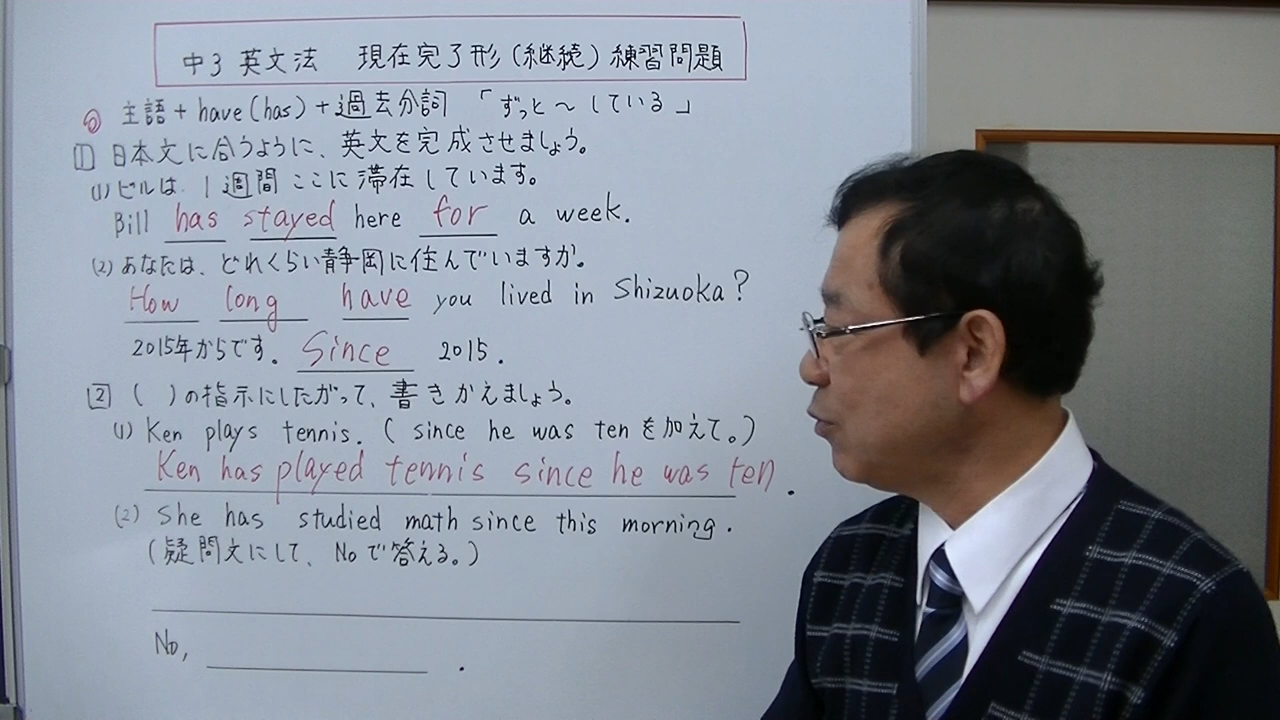 中3 英文法 現在完了形(継続)練習問題
◎ 主語+have(has)+過去分詞 「ずっと〜している」
1 日本文に合うように、英文を完成させましょう。
(1) ビルは、1週間ここに滞在しています。
Bill has stayed here for a week.
(2) あなたは、どれくらい静岡に住んでいますか。
How long have you lived in Shizuoka?
2015年からです。 Since 2015.
2 ( )の指示にしたがって、書きかえましょう。
(1) Ken plays tennis. ( since he was ten を加えて。)
Ken has played tennis since he was ten.
(2) She has studied math since this morning.
(疑問文にして、Noで答える。)
No, ________ .